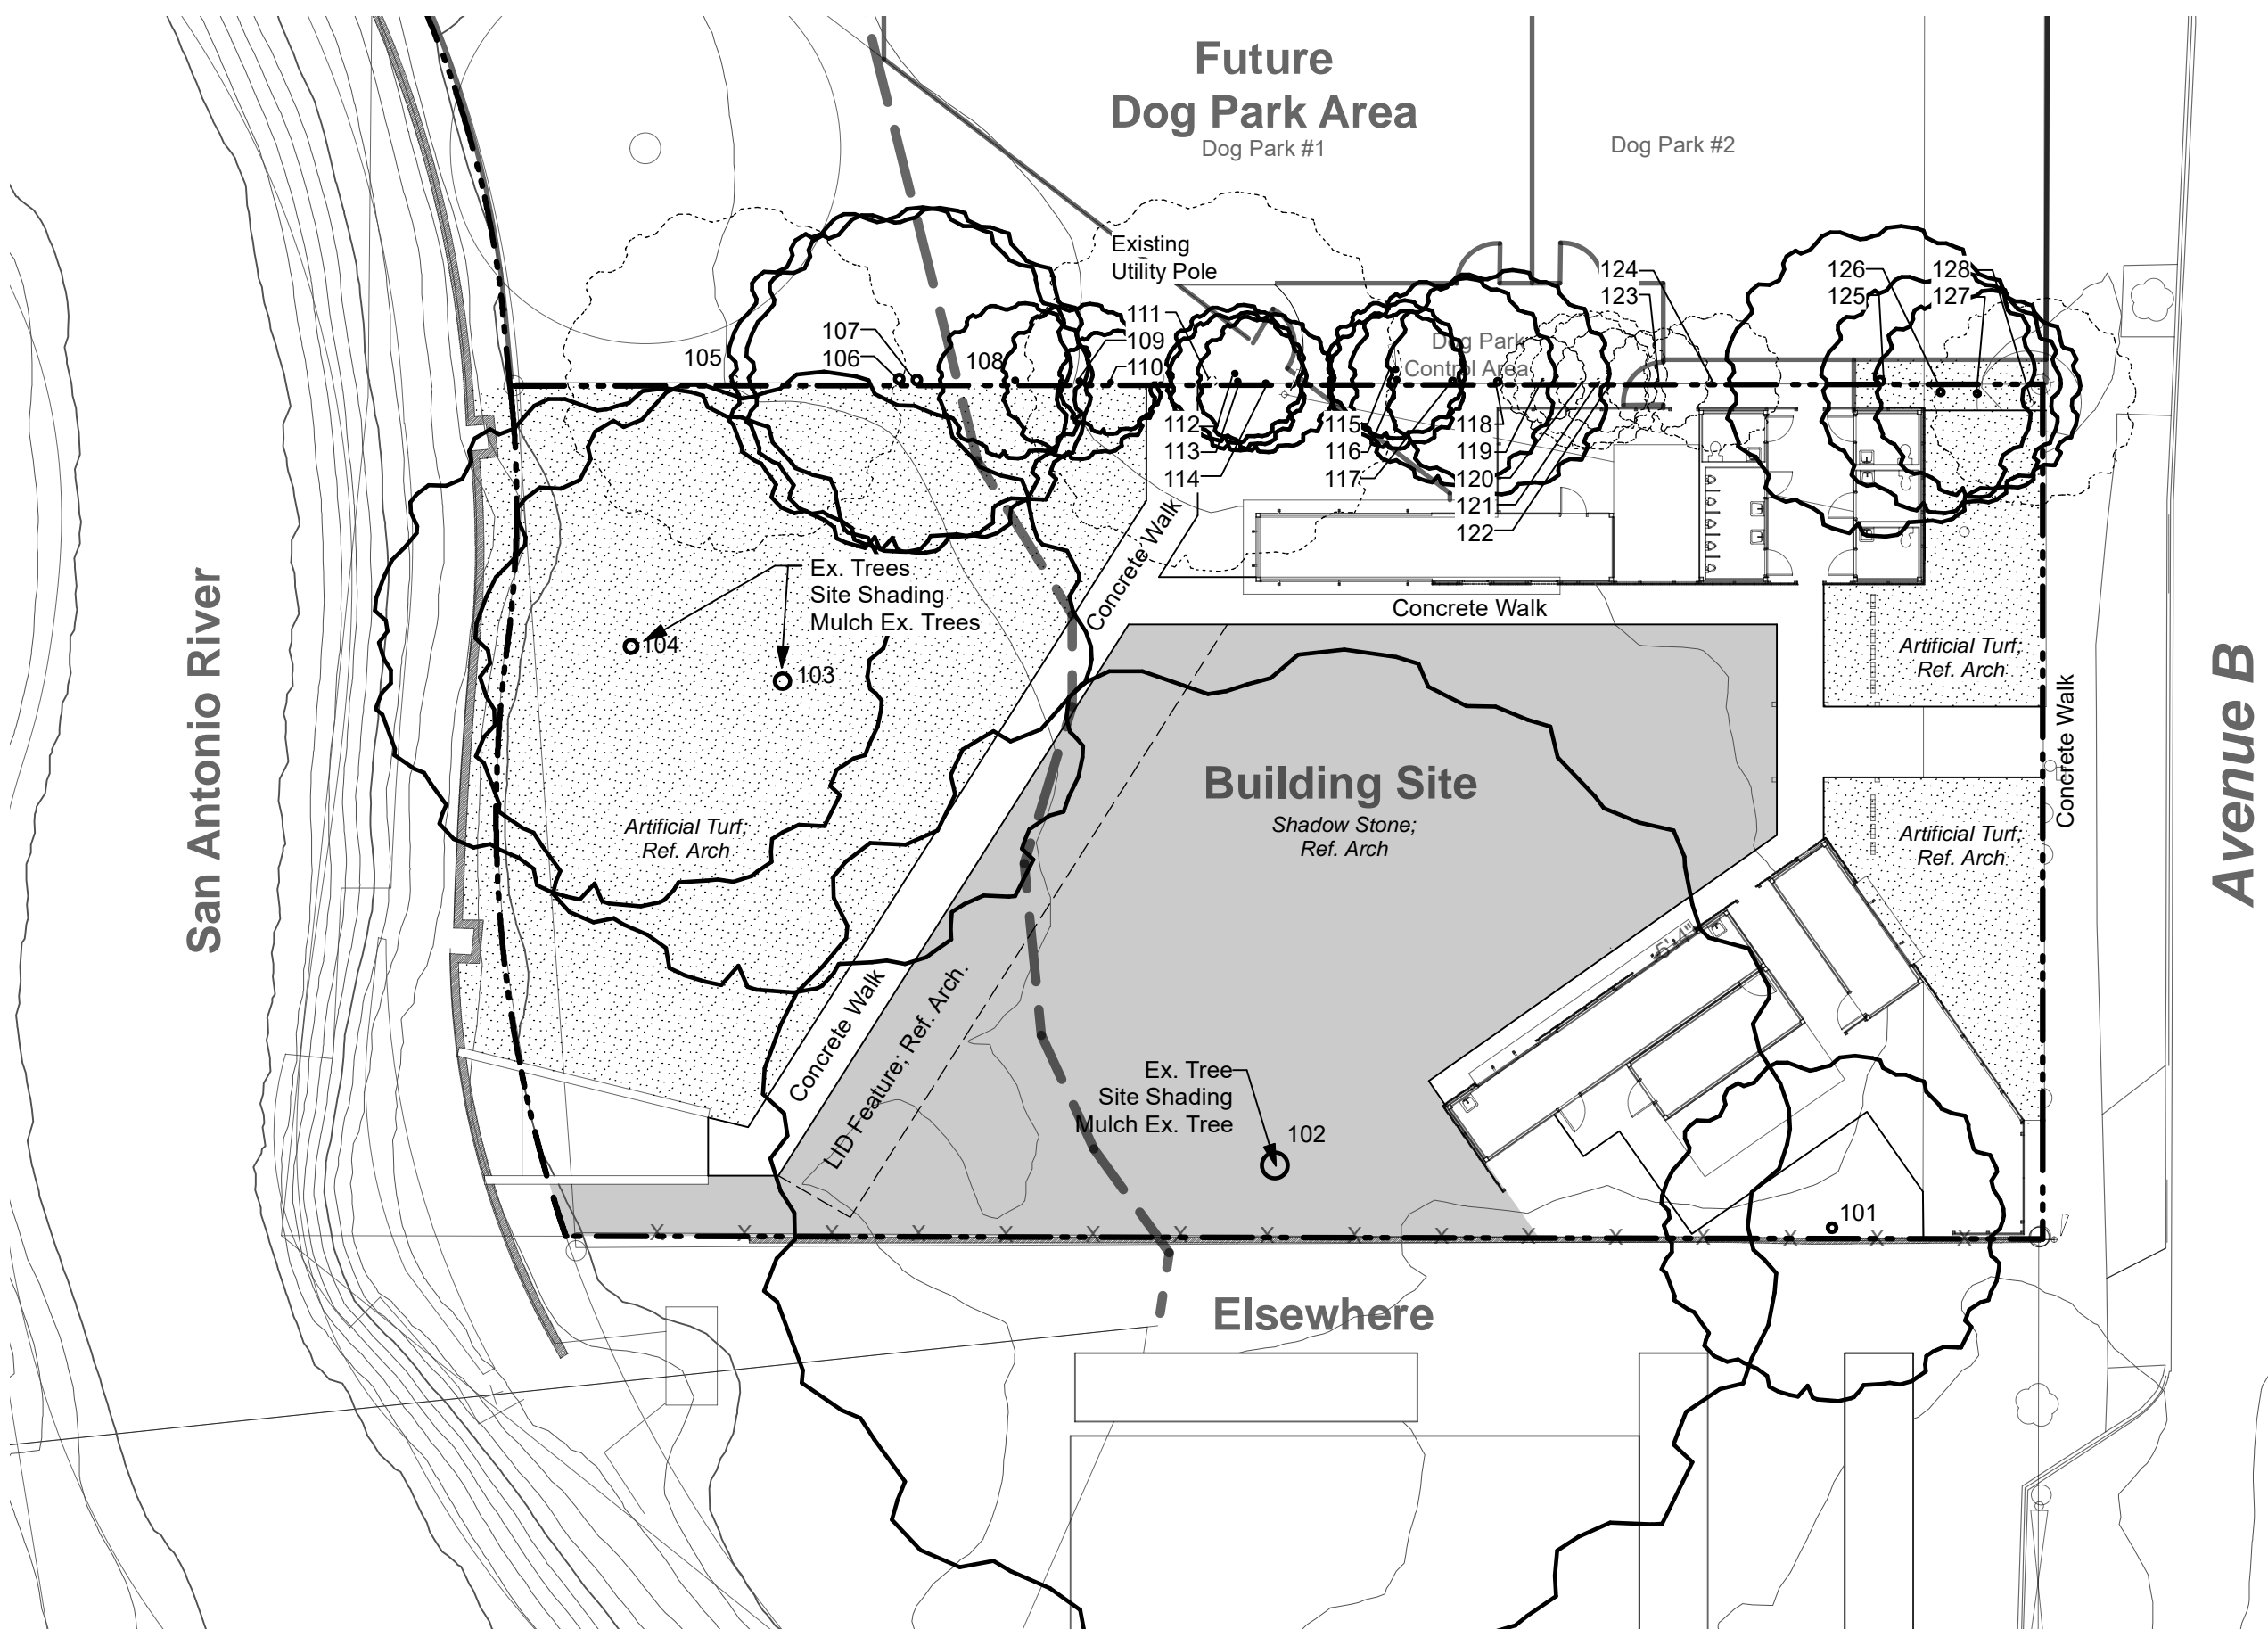 Future
Dog Park Area
Dog Park #1
Dog Park #2
Existing
Utility Pole
124
123
126
125
128
127
111
109
110
107
106
105
108
Dog Park
Control Area
112
113
114
115
116
117
118
119
120
121
122
Concrete Walk
Ex. Trees
Site Shading
Mulch Ex. Trees
104
103
Concrete Walk
Artificial Turf;
Ref. Arch
Concrete Walk
San Antonio River
Avenue B
Building Site
Shadow Stone;
Ref. Arch
Artificial Turf;
Ref. Arch
Artificial Turf;
Ref. Arch
5'-4"
Concrete Walk
LID Feature; Ref. Arch.
Ex. Tree
Site Shading
Mulch Ex. Tree
102
101
X X X X X X X X X X X X X X X X
Elsewhere